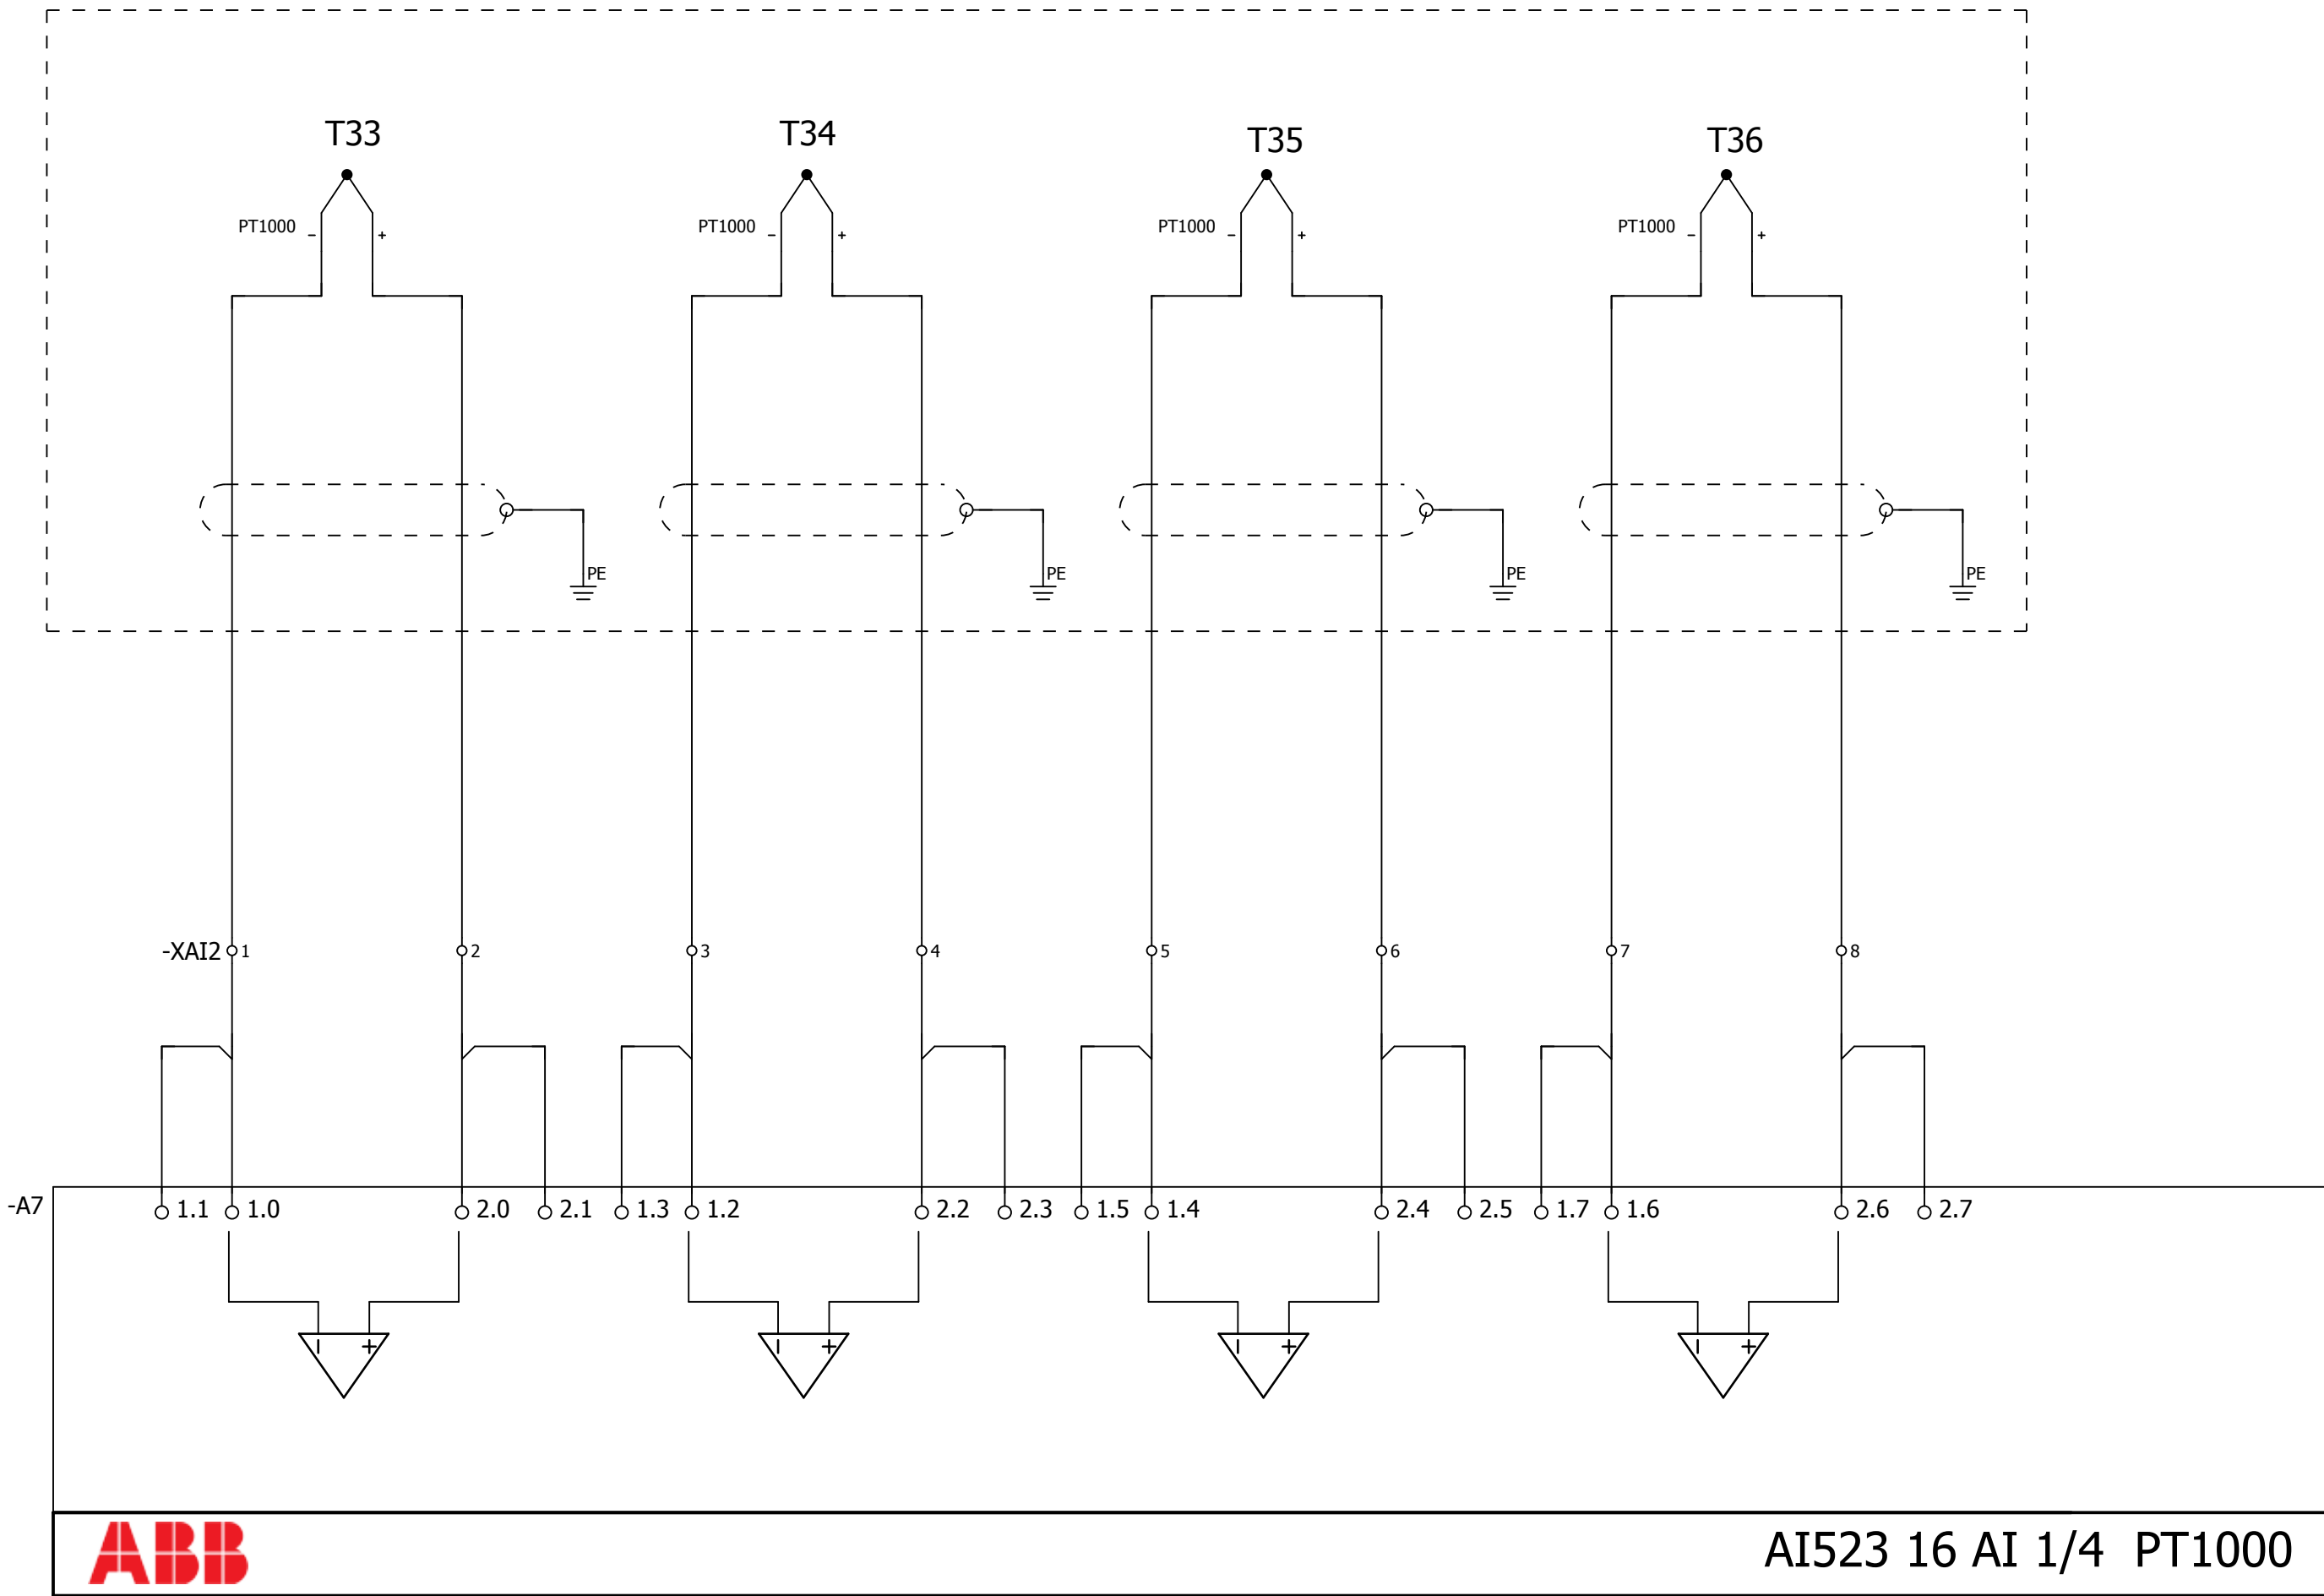 T33 T34 T35 T36
PT1000 - + PT1000 - + PT1000 - + PT1000 - +
PE PE PE PE
-XAI2 1 2 3 4 5 6 7 8
-A7 1.1 1.0 2.0 2.1 1.3 1.2 2.2 2.3 1.5 1.4 2.4 2.5 1.7 1.6 2.6 2.7
- + - + - + - +
ABB AI523 16 AI 1/4 PT1000